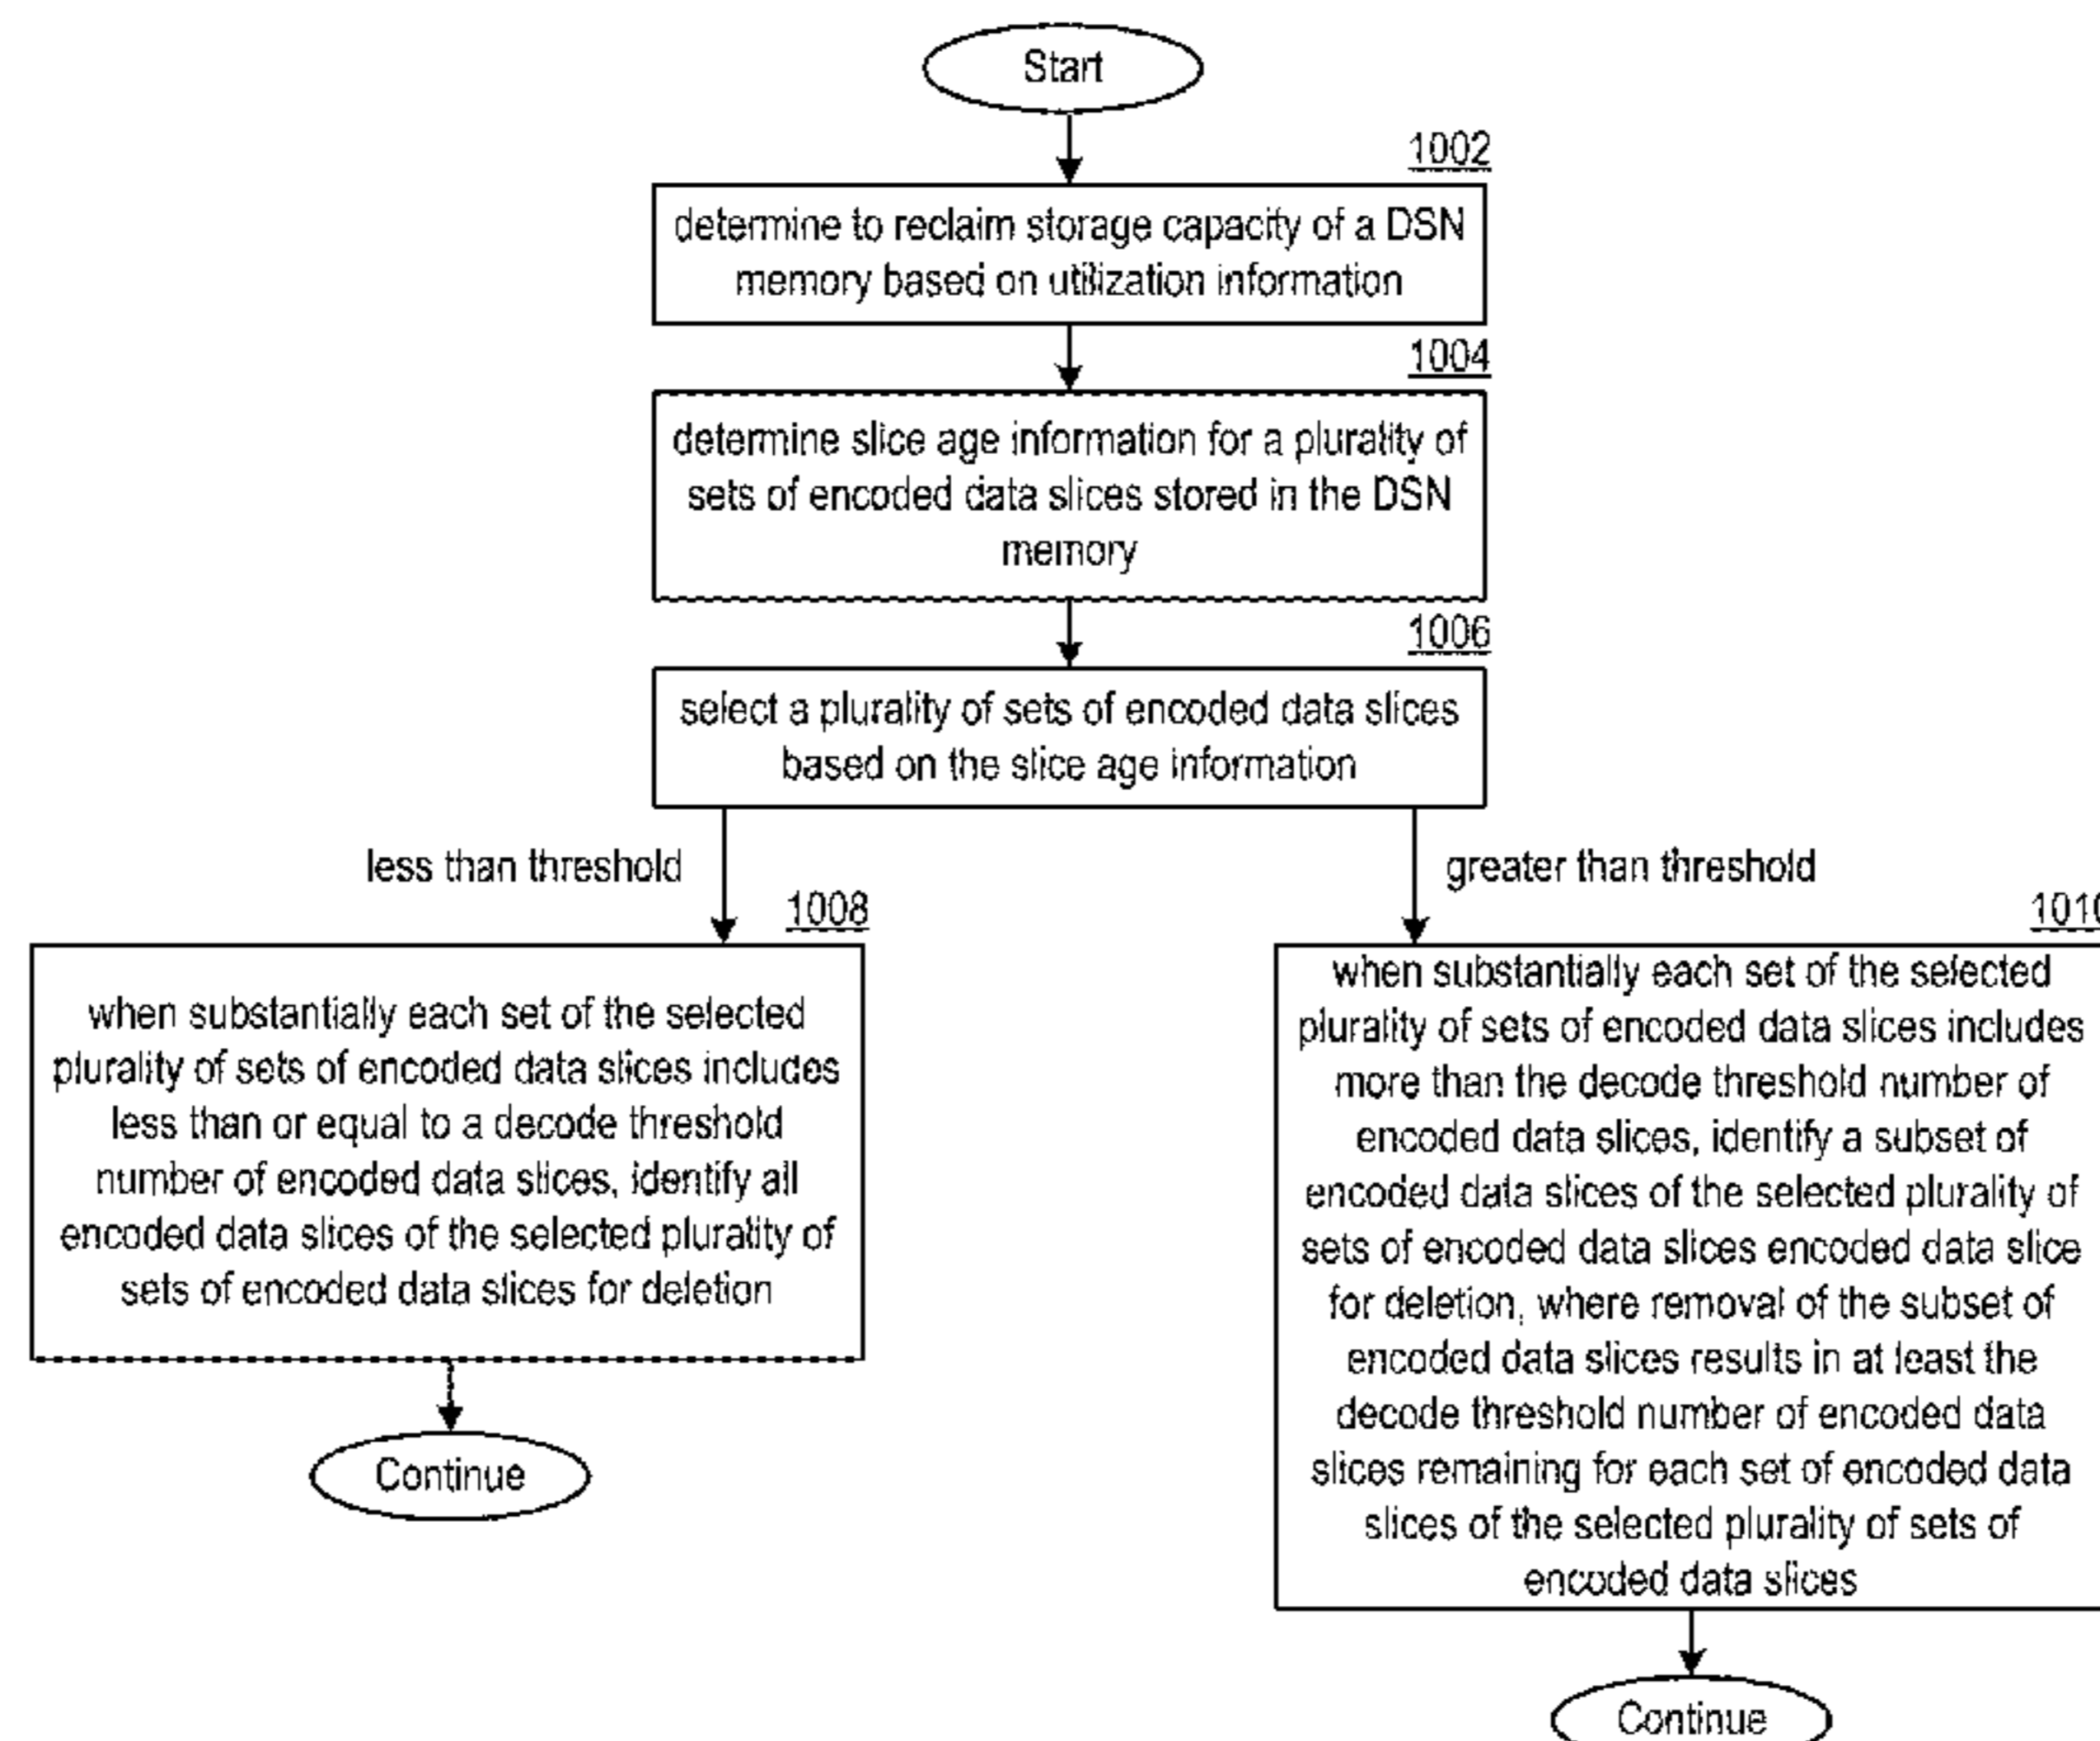 Start
1002
determine to reclaim storage capacity of a DSN
memory based on utilization information
1004
determine slice age information for a plurality of
sets of encoded data slices stored in the DSN
memory
1006
select a plurality of sets of encoded data slices
based on the slice age information
less than threshold
greater than threshold
1008
when substantially each set of the selected
plurality of sets of encoded data slices includes
less than or equal to a decode threshold
number of encoded data slices, identify all
encoded data slices of the selected plurality of
sets of encoded data slices for deletion
Continue
1010
when substantially each set of the selected
plurality of sets of encoded data slices includes
more than the decode threshold number of
encoded data slices, identify a subset of
encoded data slices of the selected plurality of
sets of encoded data slices encoded data slice
for deletion, where removal of the subset of
encoded data slices results in at least the
decode threshold number of encoded data
slices remaining for each set of encoded data
slices of the selected plurality of sets of
encoded data slices
Continue